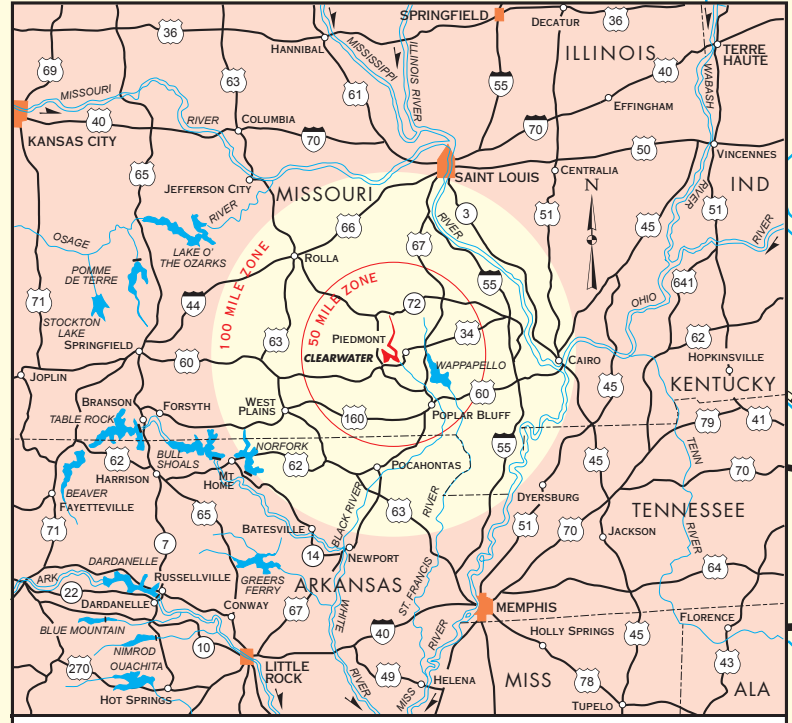 SPRINGFIELD
DECATUR
36
36
HANNIBAL
MISSISSIPPI
ILLINOIS RIVER
ILLINOIS
TERRE
HAUTE
69
63
61
55
40
WABASH
MISSOURI
EFFINGHAM
40
RIVER
COLUMBIA
70
70
KANSAS CITY
50
VINCENNES
65
JEFFERSON CITY
MISSOURI
SAINT LOUIS
CENTRALIA
N
RIVER
IND
RIVER
66
RIVER
3
51
45
51
RIVER
OSAGE
LAKE O'
THE OZARKS
ROLLA
67
POMME
DE TERRE
100 MILE ZONE
50 MILE ZONE
55
641
OHIO
71
44
72
STOCKTON
LAKE
63
PIEDMONT
34
62
SPRINGFIELD
CLEARWATER
WAPPAPELLO
CAIRO
HOPKINSVILLE
60
JOPLIN
45
KENTUCKY
BRANSON
FORSYTH
WEST
PLAINS
60
TABLE ROCK
160
POPLAR BLUFF
79
41
BULL
SHOALS
NORFORK
55
TENN
62
62
45
70
HARRISON
MT
HOME
POCAHONTAS
BEAVER
DYERSBURG
TENNESSEE
FAYETTEVILLE
65
BLACK RIVER
63
RIVER
71
BATESVILLE
51
70
JACKSON
RIVER
7
14
NEWPORT
DARDANELLE
64
ARK
RUSSELLVILLE
GREERS
FERRY
ARKANSAS
ST. FRANCIS
22
DARDANELLE
CONWAY
67
WHITE
MEMPHIS
FLORENCE
BLUE MOUNTAIN
40
RIVER
HOLLY SPRINGS
45
10
NIMROD
OUACHITA
LITTLE
ROCK
43
270
49
HELENA
MISS
78
ALA
HOT SPRINGS
RIVER
MISS
TUPELO